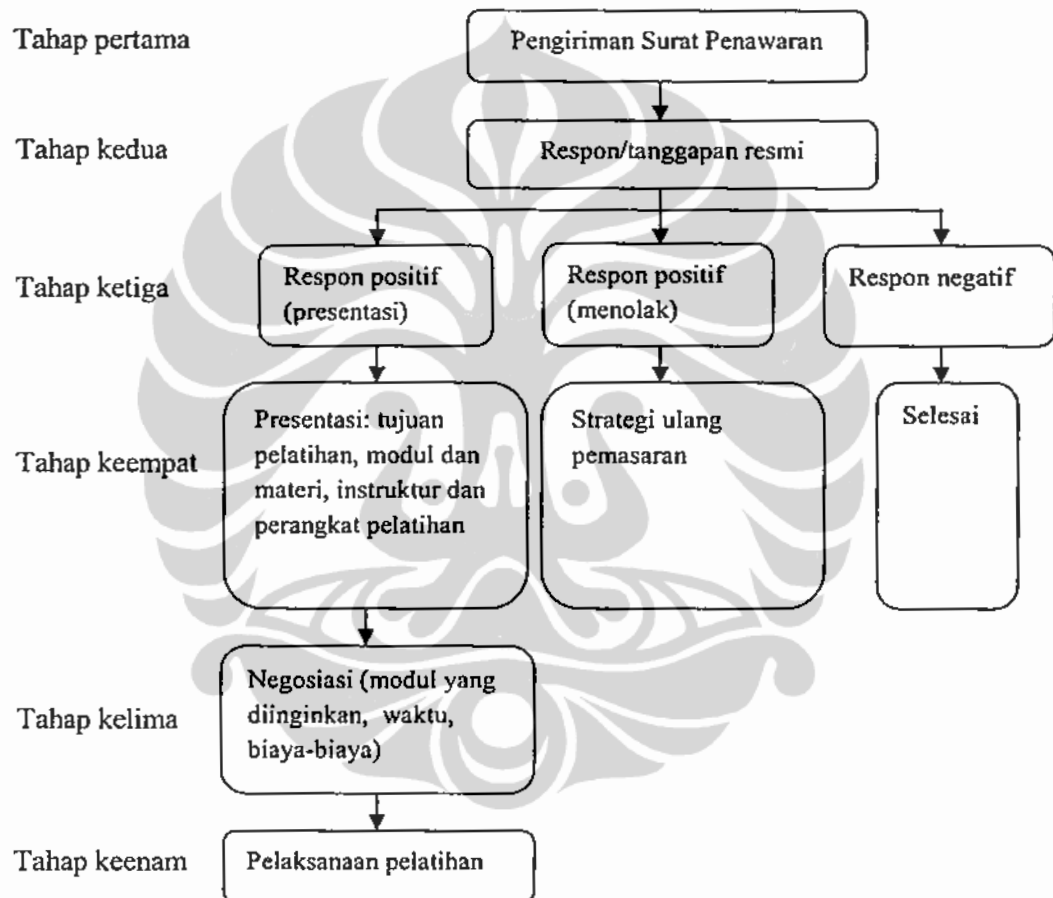 Tahap pertama
Pengiriman Surat Penawaran
Tahap kedua
Respon/tanggapan resmi
Tahap ketiga
Respon positif
(presentasi)
Respon positif
(menolak)
Respon negatif
Tahap keempat
Presentasi: tujuan
pelatihan, modul dan
materi, instruktur dan
perangkat pelatihan
Strategi ulang
pemasaran
Selesai
Tahap kelima
Negosiasi (modul yang
diinginkan, waktu,
biaya-biaya)
Tahap keenam
Pelaksanaan pelatihan